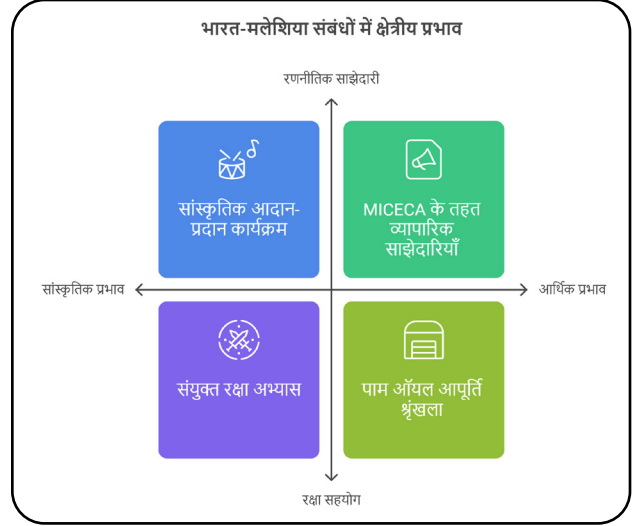 भारत-मलेशिया संबंधों में क्षेत्रीय प्रभाव
रणनीतिक साझेदारी
सांस्कृतिक आदान-
प्रदान कार्यक्रम
MICECA के तहत
व्यापारिक
साझेदारियाँ
सांस्कृतिक प्रभाव
आर्थिक प्रभाव
संयुक्त रक्षा अभ्यास
पाम ऑयल आपूर्ति
श्रृंखला
रक्षा सहयोग